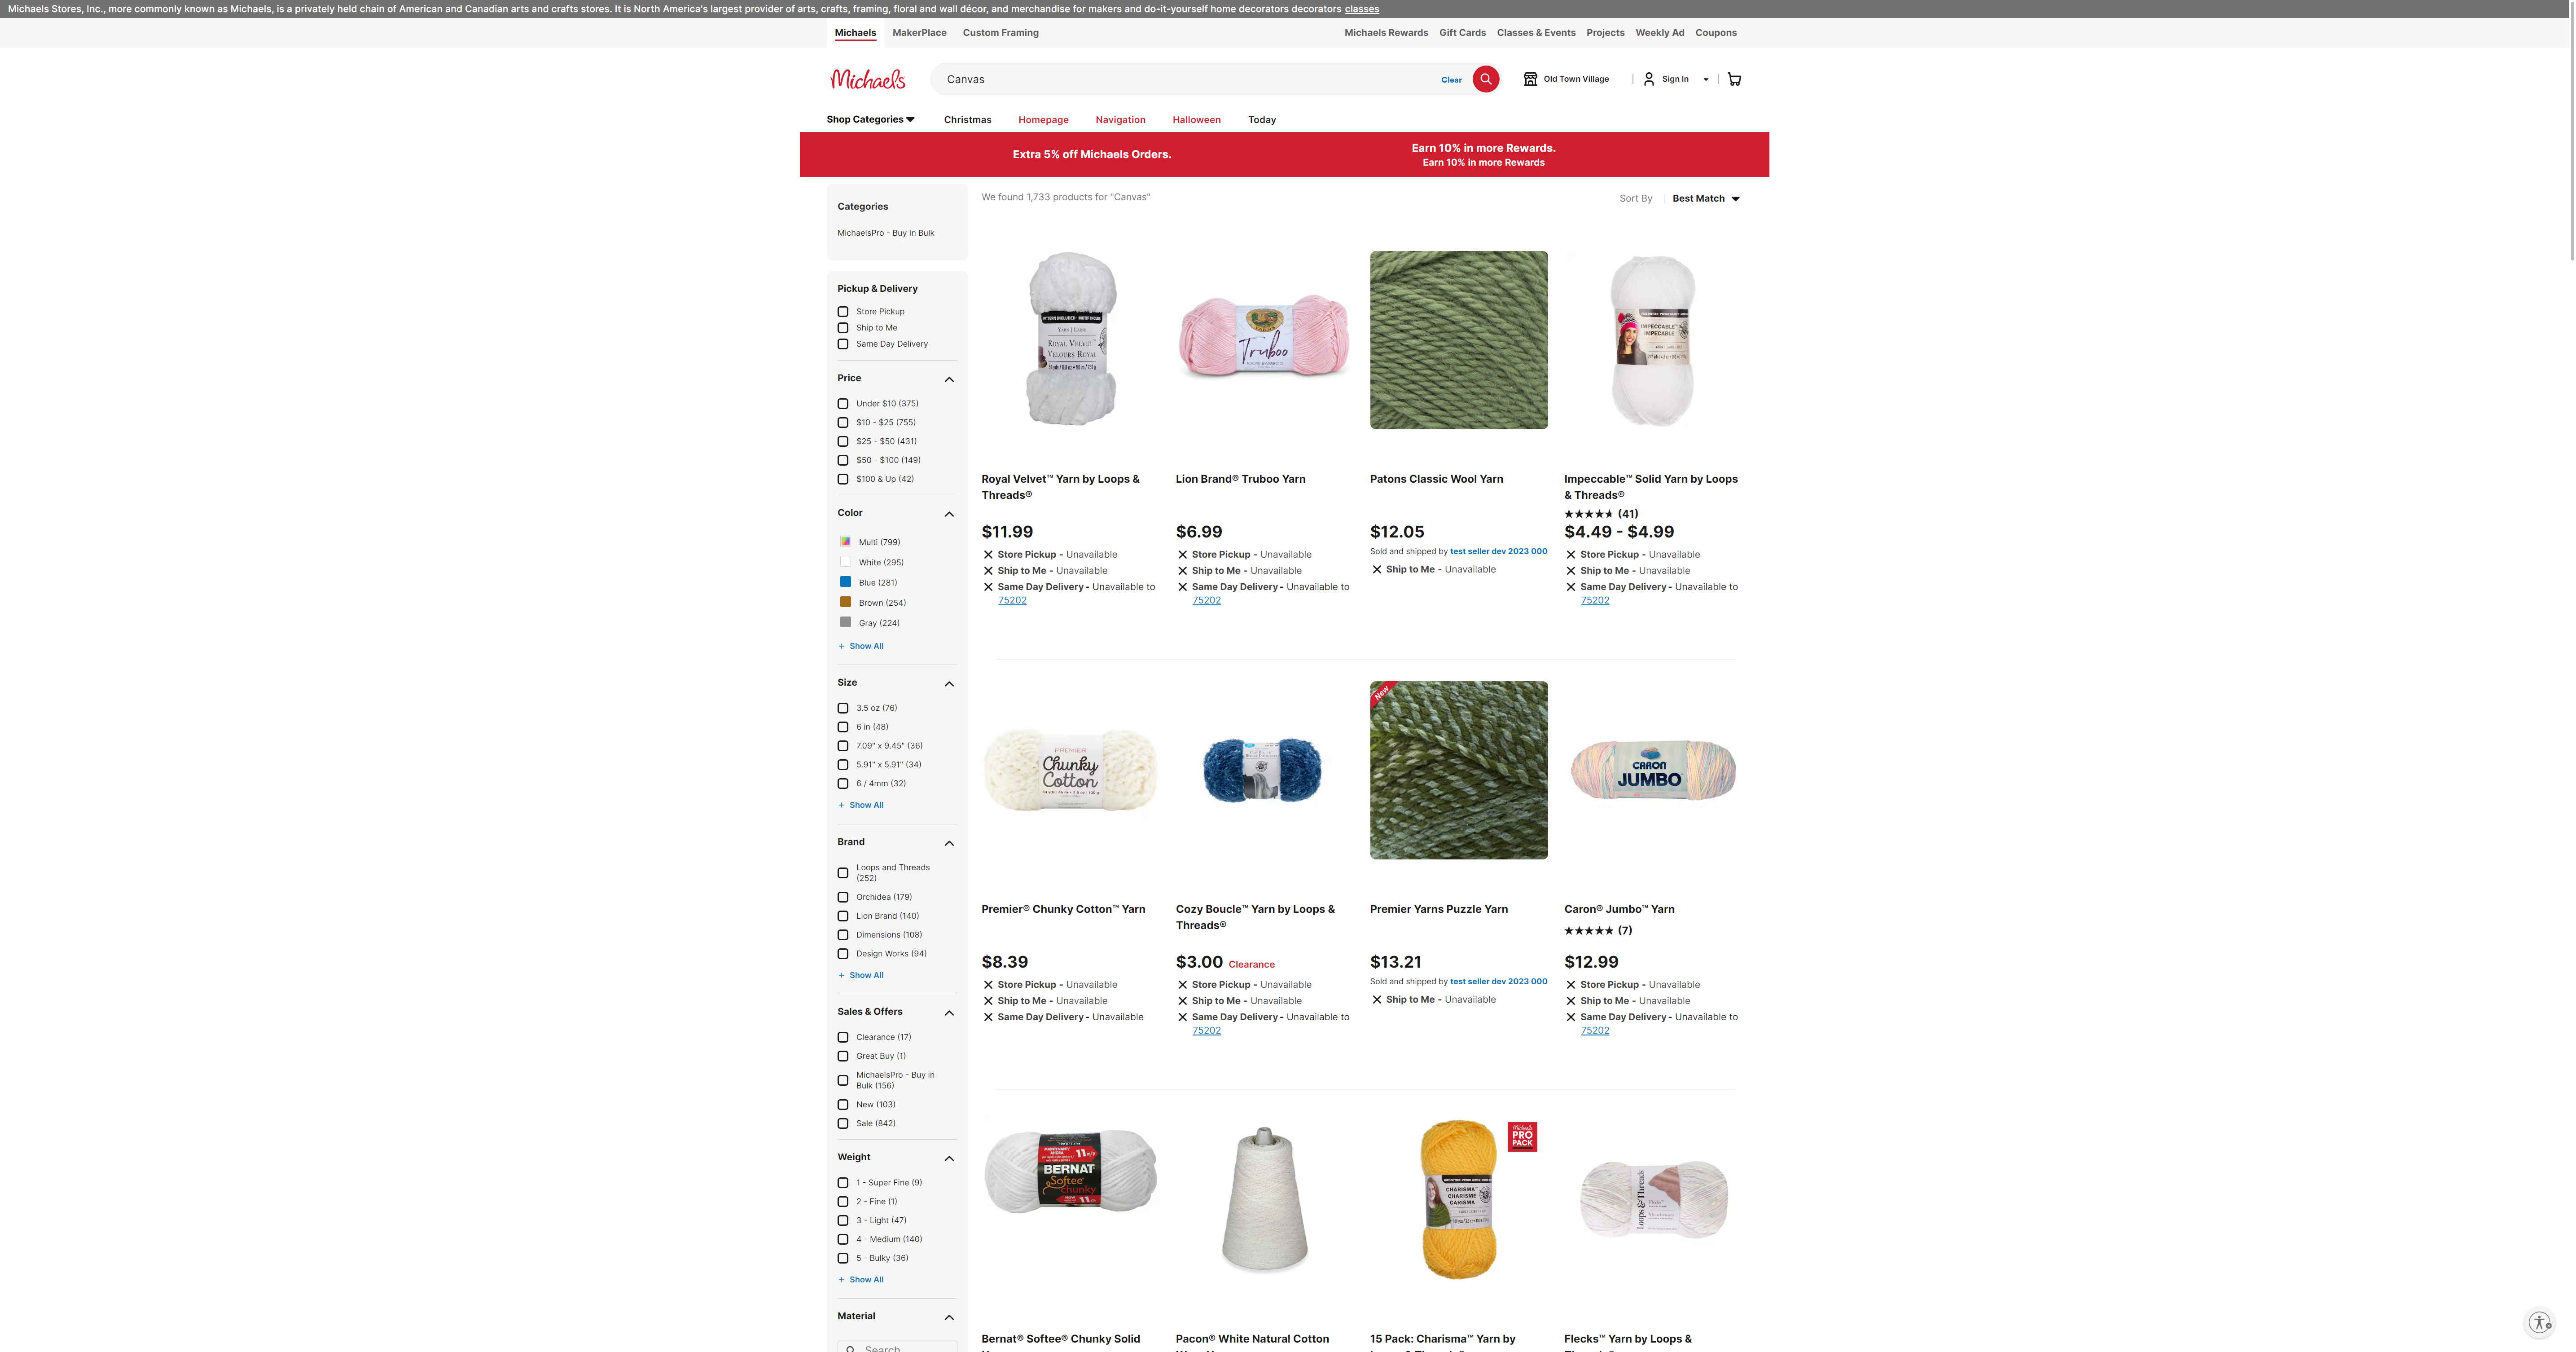 Michaels Stores, Inc., more commonly known as Michaels, is a privately held chain of American and Canadian arts and crafts stores. It is North America's largest provider of arts, crafts, framing, floral and wall décor, and merchandise for makers and do-it-yourself home decorators decorators classes
Michaels MakerPlace Custom Framing Michaels Rewards Gift Cards Classes & Events Projects Weekly Ad Coupons
Michaels Canvas Clear Old Town Village Sign In
Shop Categories Christmas Homepage Navigation Halloween Today
Extra 5% off Michaels Orders.
Earn 10% in more Rewards.
Earn 10% in more Rewards
Categories
MichaelsPro - Buy In Bulk
Pickup & Delivery
Store Pickup
Ship to Me
Same Day Delivery
Price
Under $10 (375)
$10 - $25 (755)
$25 - $50 (431)
$50 - $100 (149)
$100 & Up (42)
Color
Multi (799)
White (295)
Blue (281)
Brown (254)
Gray (224)
+ Show All
Size
3.5 oz (76)
6 in (48)
7.09" x 9.45" (36)
5.91" x 5.91" (34)
6 / 4mm (32)
+ Show All
Brand
Loops and Threads
(252)
Orchidea (179)
Lion Brand (140)
Dimensions (108)
Design Works (94)
+ Show All
Sales & Offers
Clearance (17)
Great Buy (1)
MichaelsPro - Buy in
Bulk (156)
New (103)
Sale (842)
Weight
1 - Super Fine (9)
2 - Fine (1)
3 - Light (47)
4 - Medium (140)
5 - Bulky (36)
+ Show All
Material
Search
We found 1,733 products for "Canvas"
Sort By Best Match
ROYAL VELVET™
VELOURS ROYAL
Royal Velvet™ Yarn by Loops &
Threads®
$11.99
Store Pickup - Unavailable
Ship to Me - Unavailable
Same Day Delivery - Unavailable to
75202
Truboo
Lion Brand® Truboo Yarn
$6.99
Store Pickup - Unavailable
Ship to Me - Unavailable
Same Day Delivery - Unavailable to
75202
Patons Classic Wool Yarn
$12.05
Sold and shipped by test seller dev 2023 000
Ship to Me - Unavailable
IMPECCABLE™
IMPECABLE
Impeccable™ Solid Yarn by Loops
& Threads®
(41)
$4.49 - $4.99
Store Pickup - Unavailable
Ship to Me - Unavailable
Same Day Delivery - Unavailable to
75202
PREMIER
Chunky
Cotton
Premier® Chunky Cotton™ Yarn
$8.39
Store Pickup - Unavailable
Ship to Me - Unavailable
Same Day Delivery - Unavailable
Cozy Boucle™ Yarn by Loops &
Threads®
$3.00 Clearance
Store Pickup - Unavailable
Ship to Me - Unavailable
Same Day Delivery - Unavailable to
75202
New
Premier Yarns Puzzle Yarn
$13.21
Sold and shipped by test seller dev 2023 000
Ship to Me - Unavailable
CARON
JUMBO
Caron® Jumbo™ Yarn
(7)
$12.99
Store Pickup - Unavailable
Ship to Me - Unavailable
Same Day Delivery - Unavailable to
75202
BERNAT
Softee
chunky
Bernat® Softee® Chunky Solid
Pacon® White Natural Cotton
CHARISMA™
CHARISME
CARISMA
Michaels
PRO
PACK
15 Pack: Charisma™ Yarn by
Loops & Threads
Flecks™ Yarn by Loops &